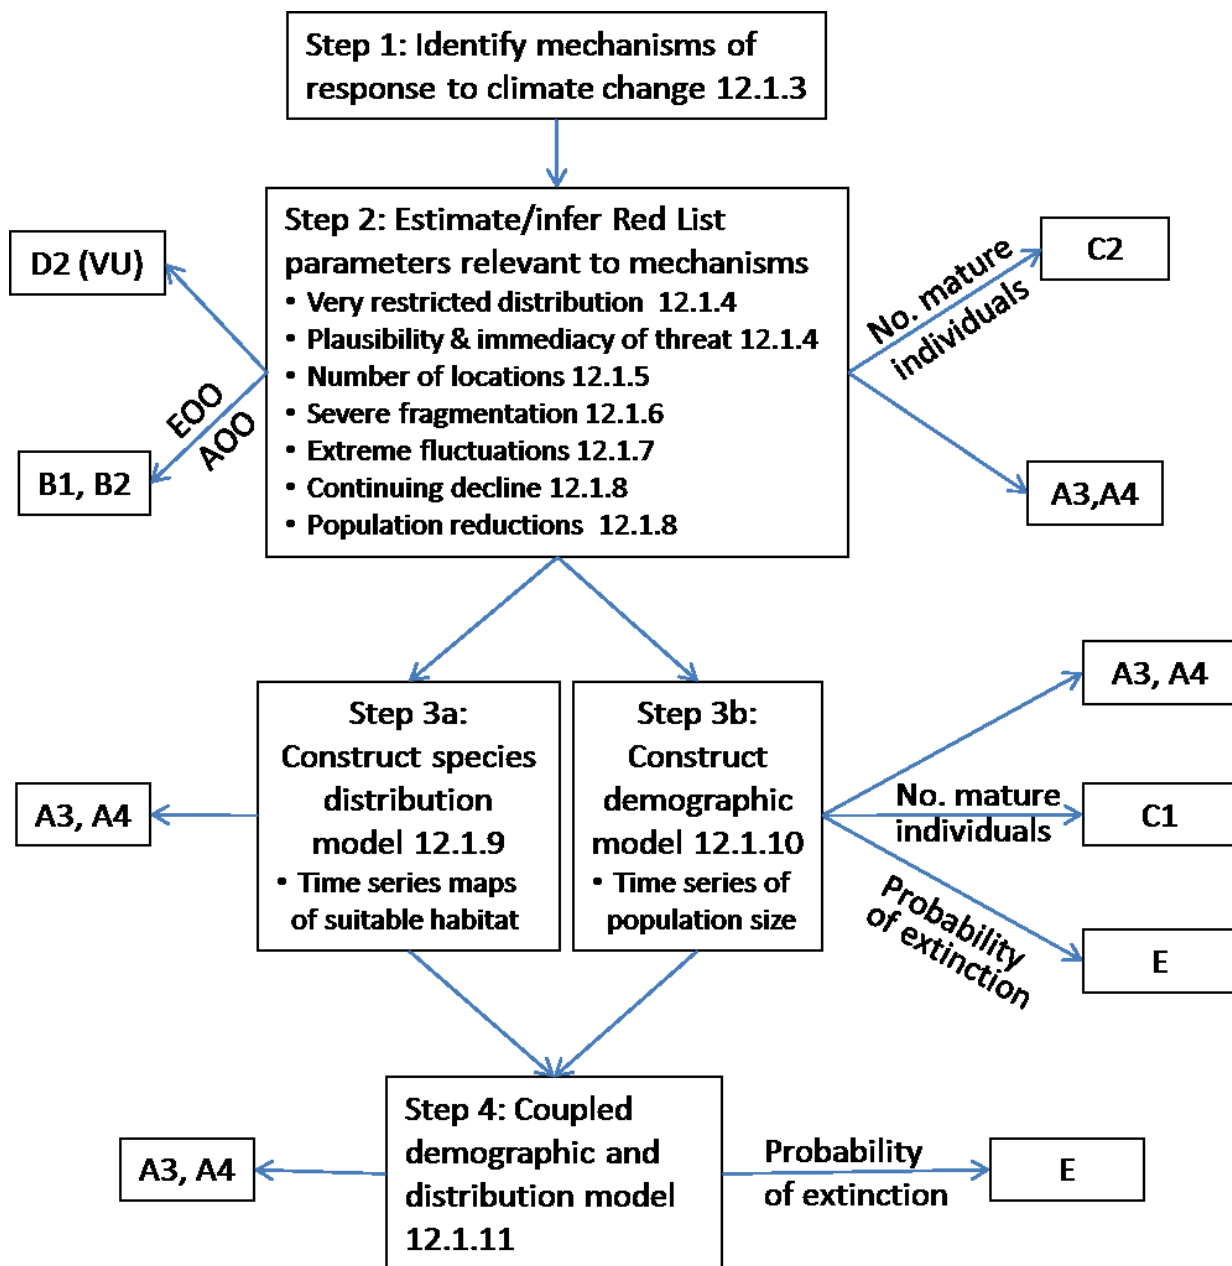 Step 1: Identify mechanisms of
response to climate change 12.1.3
Step 2: Estimate/infer Red List
parameters relevant to mechanisms
• Very restricted distribution 12.1.4
• Plausibility & immediacy of threat 12.1.4
• Number of locations 12.1.5
• Severe fragmentation 12.1.6
• Extreme fluctuations 12.1.7
• Continuing decline 12.1.8
• Population reductions 12.1.8
D2 (VU)
EOO
AOO
B1, B2
No. mature
individuals
C2
A3,A4
Step 3a:
Construct species
distribution
model 12.1.9
• Time series maps
of suitable habitat
A3, A4
Step 3b:
Construct
demographic
model 12.1.10
• Time series of
population size
A3, A4
No. mature
individuals
C1
Probability
of extinction
E
Step 4: Coupled
demographic and
distribution model
12.1.11
A3, A4
Probability
of extinction
E